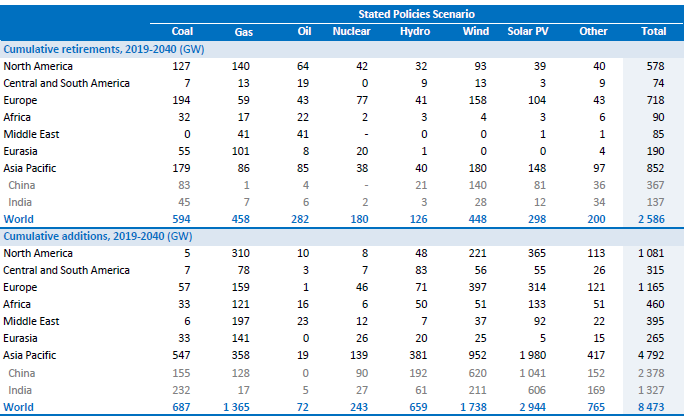 Stated Policies Scenario
Coal Gas Oil Nuclear Hydro Wind Solar PV Other Total
Cumulative retirements, 2019-2040 (GW)
North America 127 140 64 42 32 93 39 40 578
Central and South America 7 13 19 0 9 13 3 9 74
Europe 194 59 43 77 41 158 104 43 718
Africa 32 17 22 2 3 4 3 6 90
Middle East 0 41 41 - 0 0 1 1 85
Eurasia 55 101 8 20 1 0 0 4 190
Asia Pacific 179 86 85 38 40 180 148 97 852
China 83 1 4 - 21 140 81 36 367
India 45 7 6 2 3 28 12 34 137
World 594 458 282 180 126 448 298 200 2 586
Cumulative additions, 2019-2040 (GW)
North America 5 310 10 8 48 221 365 113 1 081
Central and South America 7 78 3 7 83 56 55 26 315
Europe 57 159 1 46 71 397 314 121 1 165
Africa 33 121 16 6 50 51 133 51 460
Middle East 6 197 23 12 7 37 92 22 395
Eurasia 33 141 0 26 20 25 5 15 265
Asia Pacific 547 358 19 139 381 952 1 980 417 4 792
China 155 128 0 90 192 620 1 041 152 2 378
India 232 17 5 27 61 211 606 169 1 327
World 687 1 365 72 243 659 1 738 2 944 765 8 473